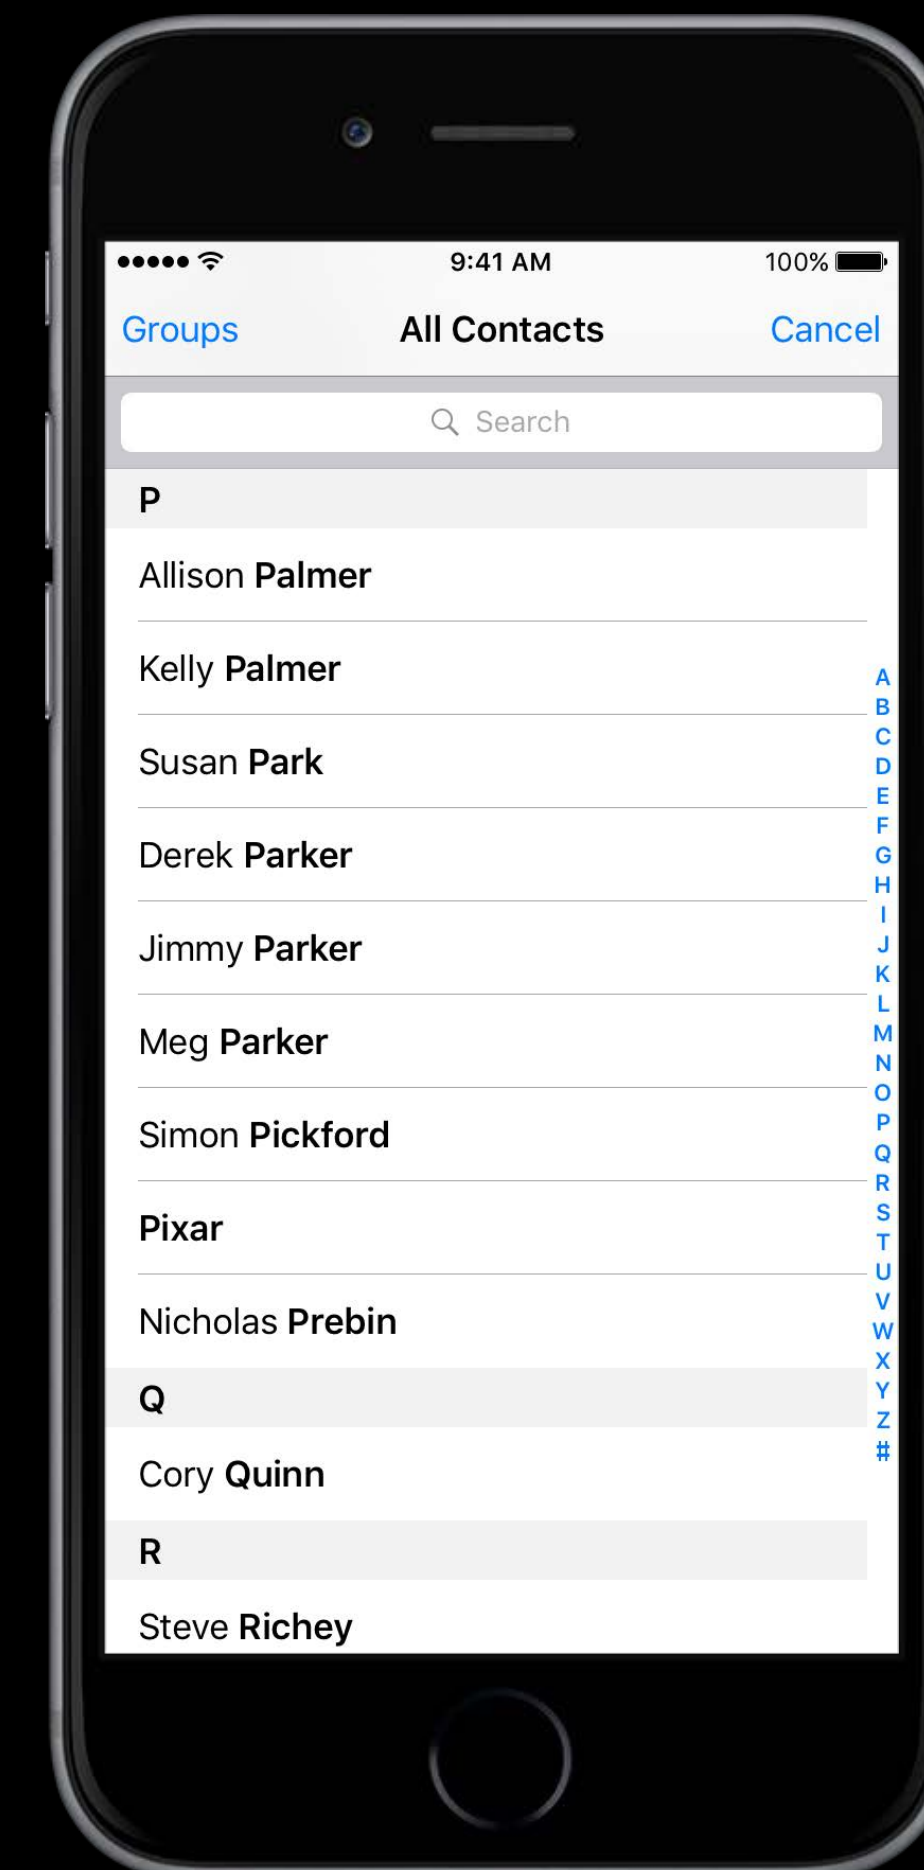 9:41 AM 100%
Groups All Contacts Cancel
Search
P
Allison Palmer
Kelly Palmer
Susan Park
Derek Parker
Jimmy Parker
Meg Parker
Simon Pickford
Pixar
Nicholas Prebin
Q
Cory Quinn
R
Steve Richey
A
B
C
D
E
F
G
H
I
J
K
L
M
N
O
P
Q
R
S
T
U
V
W
X
Y
Z
#